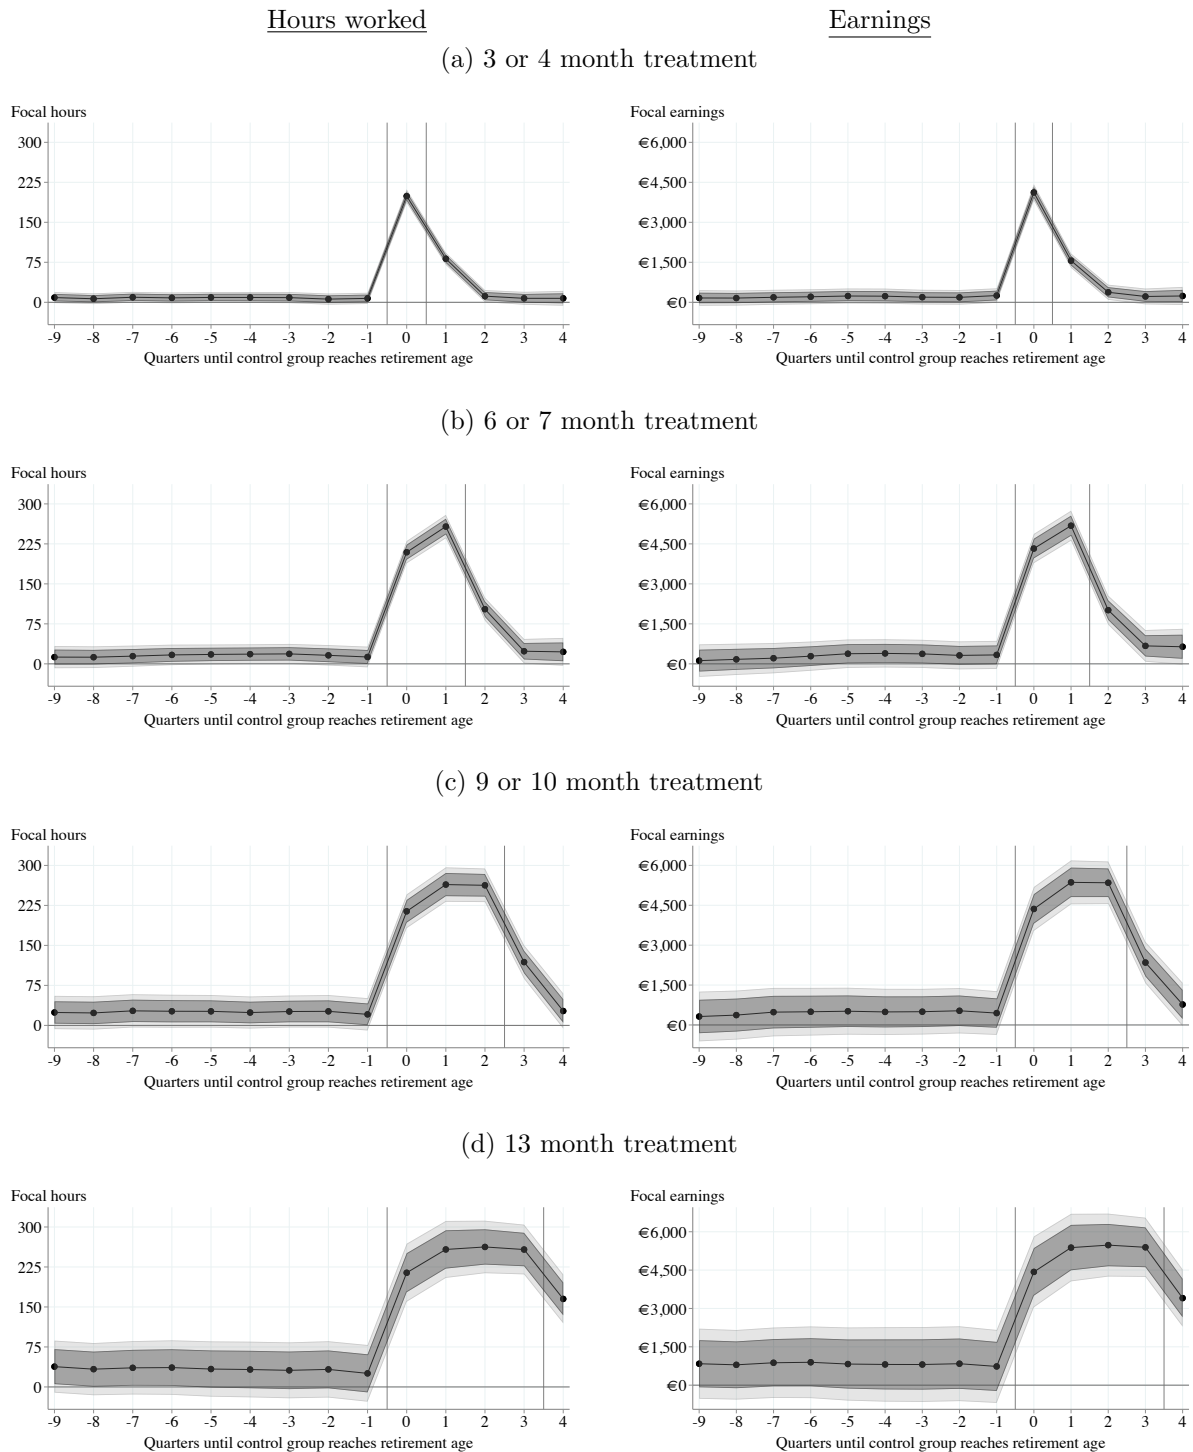 Hours worked Earnings
(a) 3 or 4 month treatment
Focal hours Focal earnings
300 €6,000
225 €4,500
150 €3,000
75 €1,500
0 €0
-9 -8 -7 -6 -5 -4 -3 -2 -1 0 1 2 3 4 -9 -8 -7 -6 -5 -4 -3 -2 -1 0 1 2 3 4
Quarters until control group reaches retirement age Quarters until control group reaches retirement age
(b) 6 or 7 month treatment
Focal hours Focal earnings
300 €6,000
225 €4,500
150 €3,000
75 €1,500
0 €0
-9 -8 -7 -6 -5 -4 -3 -2 -1 0 1 2 3 4 -9 -8 -7 -6 -5 -4 -3 -2 -1 0 1 2 3 4
Quarters until control group reaches retirement age Quarters until control group reaches retirement age
(c) 9 or 10 month treatment
Focal hours Focal earnings
300 €6,000
225 €4,500
150 €3,000
75 €1,500
0 €0
-9 -8 -7 -6 -5 -4 -3 -2 -1 0 1 2 3 4 -9 -8 -7 -6 -5 -4 -3 -2 -1 0 1 2 3 4
Quarters until control group reaches retirement age Quarters until control group reaches retirement age
(d) 13 month treatment
Focal hours Focal earnings
300 €6,000
225 €4,500
150 €3,000
75 €1,500
0 €0
-9 -8 -7 -6 -5 -4 -3 -2 -1 0 1 2 3 4 -9 -8 -7 -6 -5 -4 -3 -2 -1 0 1 2 3 4
Quarters until control group reaches retirement age Quarters until control group reaches retirement age